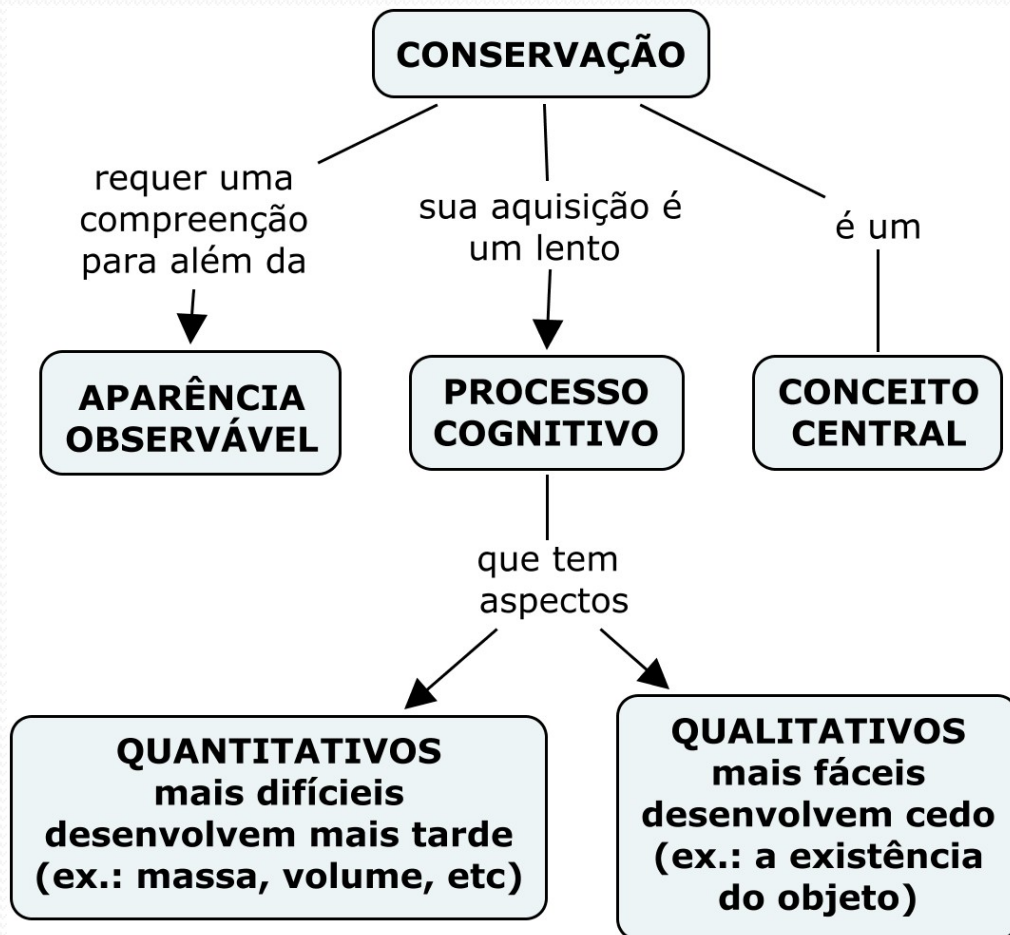 CONSERVAÇÃO
requer uma
compreenção
para além da
sua aquisição é
um lento
é um
APARÊNCIA
OBSERVÁVEL
PROCESSO
COGNITIVO
CONCEITO
CENTRAL
que tem
aspectos
QUANTITATIVOS
mais difícieis
desenvolvem mais tarde
(ex.: massa, volume, etc)
QUALITATIVOS
mais fáceis
desenvolvem cedo
(ex.: a existência
do objeto)